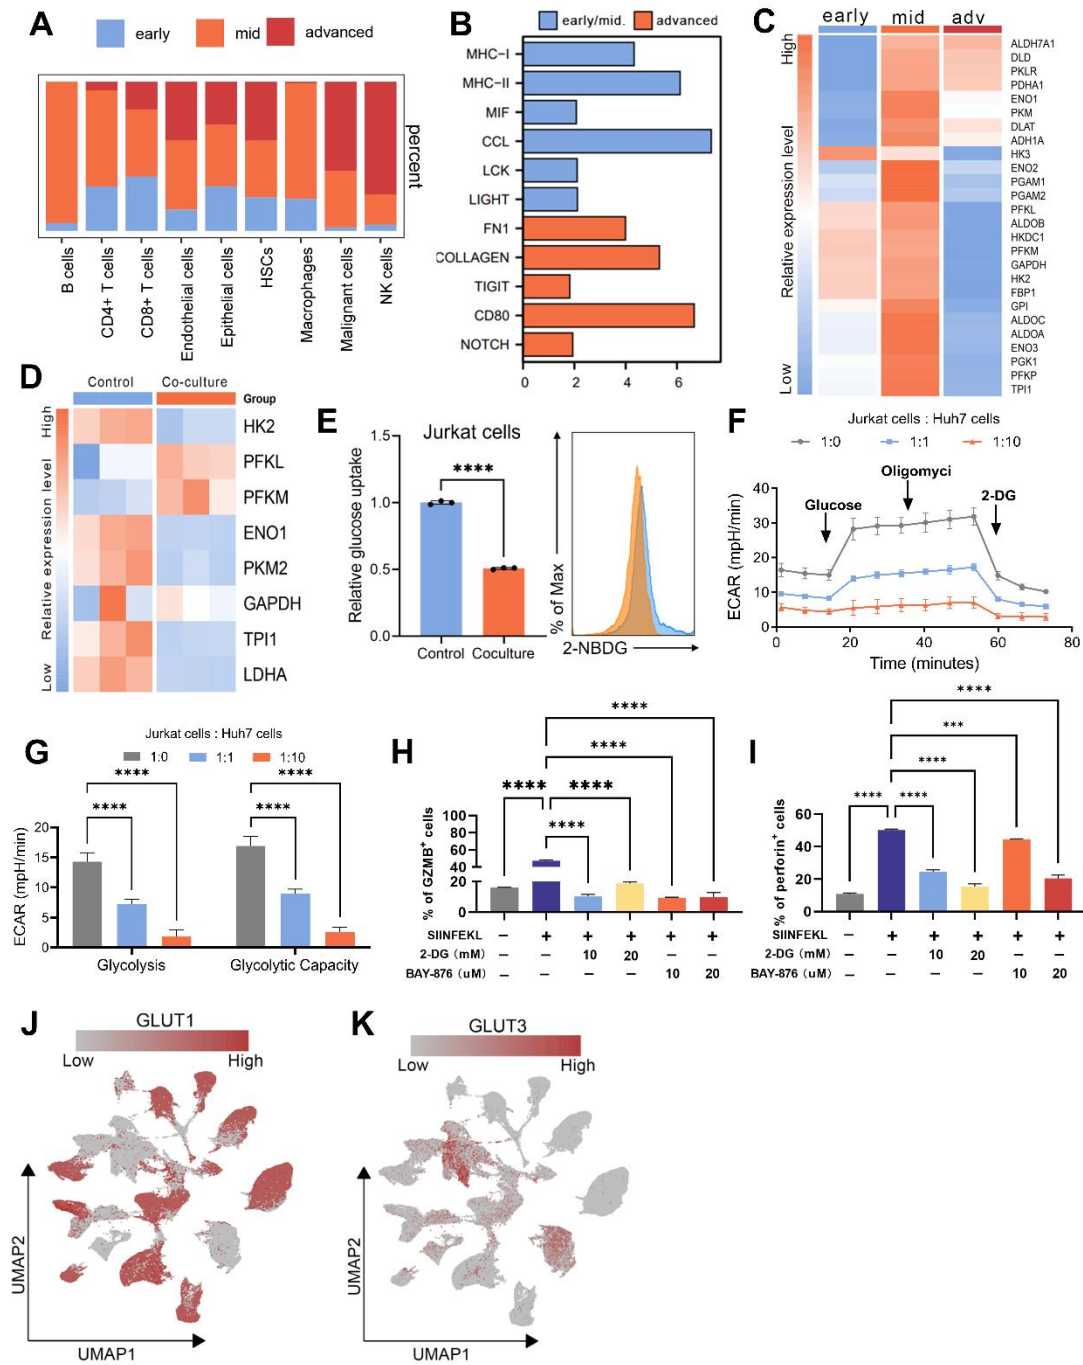 A
early
mid
advanced
percent
B cells
CD4+ T cells
CD8+ T cells
Endothelial cells
Epithelial cells
HSCs
Macrophages
Malignant cells
NK cells
B
early/mid.
advanced
MHC-I
MHC-II
MIF
CCL
LCK
LIGHT
FN1
COLLAGEN
TIGIT
CD80
NOTCH
0 2 4 6
C
early mid adv
High
Relative expression level
Low
ALDH7A1
DLD
PKLR
PDHA1
ENO1
PKM
DLAT
ADH1A
HK3
ENO2
PGAM1
PGAM2
PFKL
ALDOB
HKDC1
PFKM
GAPDH
HK2
FBP1
GPI
ALDOC
ALDOA
ENO3
PGK1
PFKP
TPI1
D
Control Co-culture
Group
High
Relative expression level
Low
HK2
PFKL
PFKM
ENO1
PKM2
GAPDH
TPI1
LDHA
E
Jurkat cells
Relative glucose uptake
1.5
1.0
0.5
0.0
****
Control Coculture
% of Max
2-NBDG
F
Jurkat cells : Huh7 cells
1:0 1:1 1:10
Oligomyci
Glucose
2-DG
ECAR (mpH/min)
40
30
20
10
0
0 20 40 60 80
Time (minutes)
G
Jurkat cells : Huh7 cells
1:0 1:1 1:10
**** ****
**** ****
ECAR (mpH/min)
20
15
10
5
0
Glycolysis Glycolytic Capacity
H
****
****
**** ****
****
% of GZMB+ cells
100
80
60
40
20
0
SIINFEKL – + + + + +
2-DG (mM) – – 10 20 – –
BAY-876 (uM) – – – – 10 20
I
****
***
****
**** ****
% of perforin+ cells
60
40
20
0
SIINFEKL – + + + + +
2-DG (mM) – – 10 20 – –
BAY-876 (uM) – – – – 10 20
J
GLUT1
Low High
UMAP2
UMAP1
K
GLUT3
Low High
UMAP2
UMAP1